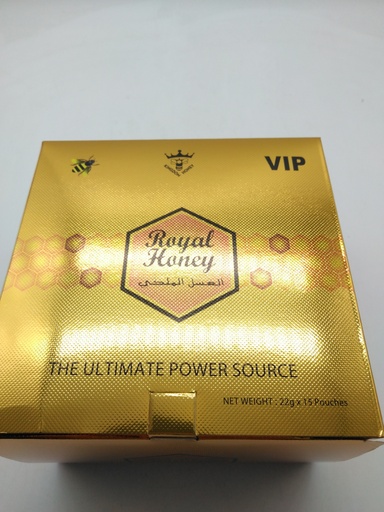 VIP
Royal
Honey
العسل الملكي
THE ULTIMATE POWER SOURCE
NET WEIGHT : 22g x 15 Pouches